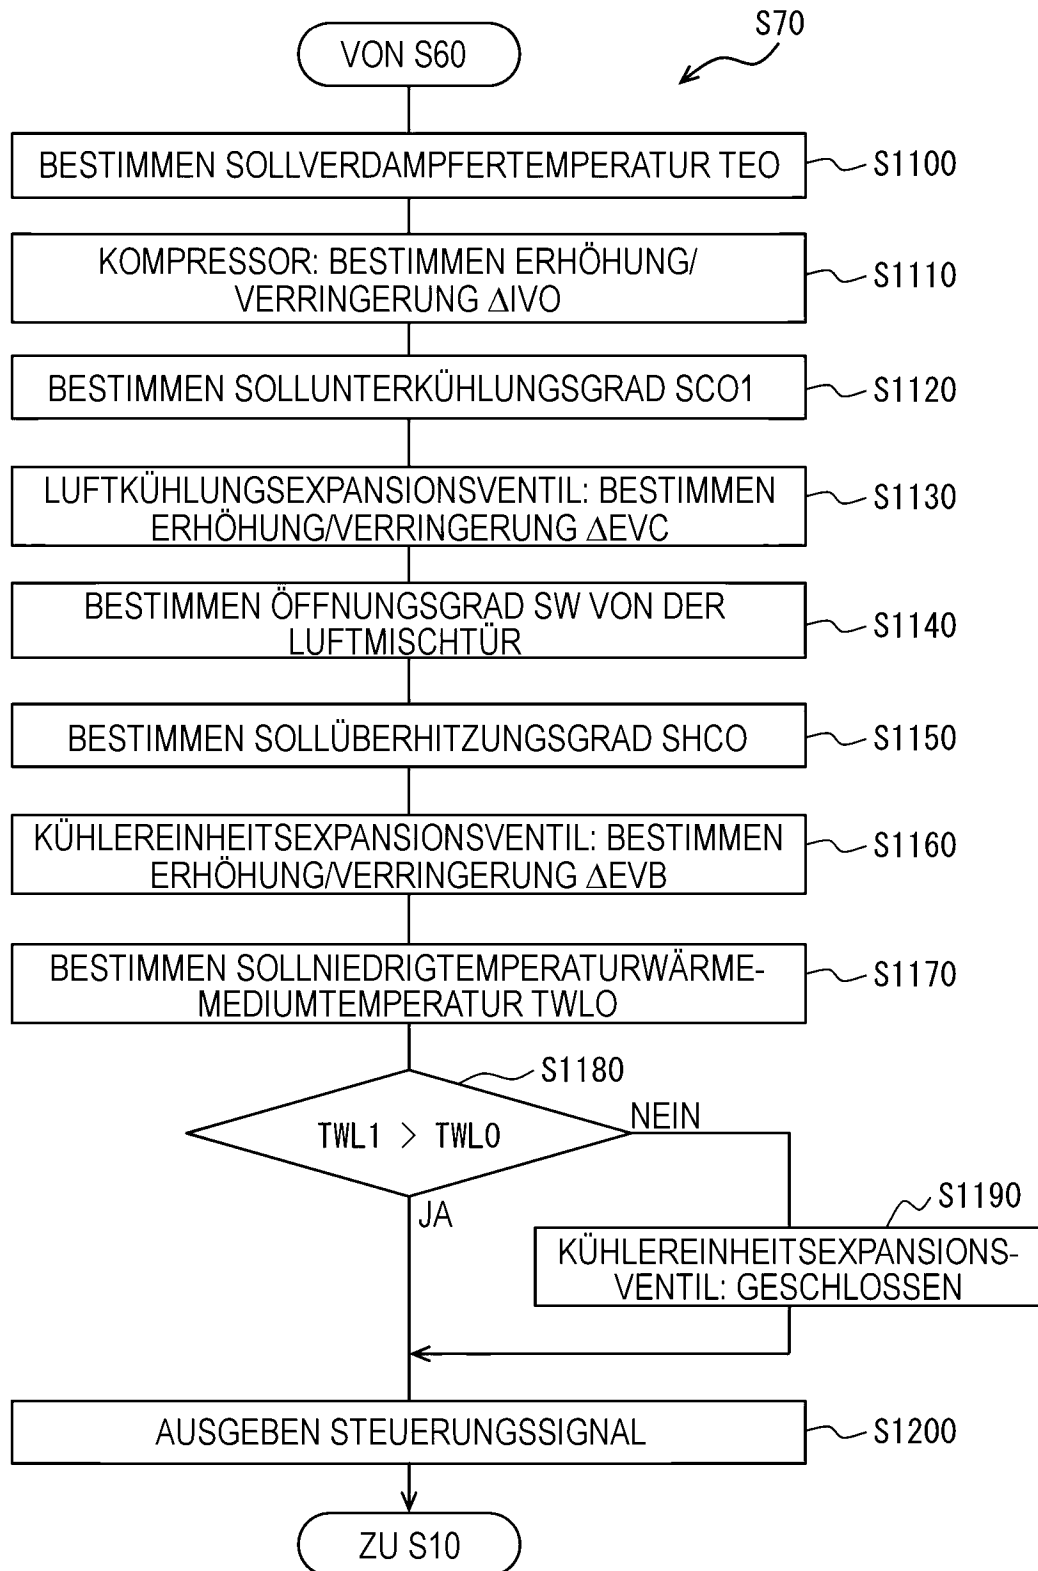 S70
VON S60
BESTIMMEN SOLLVERDAMPFERTEMPERATUR TEO
S1100
KOMPRESSOR: BESTIMMEN ERHÖHUNG/
VERRINGERUNG ΔIVO
S1110
BESTIMMEN SOLLUNTERKÜHLUNGSGRAD SCO1
S1120
LUFTKÜHLUNGSEXPANSIONSVENTIL: BESTIMMEN
ERHÖHUNG/VERRINGERUNG ΔEVC
S1130
BESTIMMEN ÖFFNUNGSGRAD SW VON DER
LUFTMISCHTÜR
S1140
BESTIMMEN SOLLÜBERHITZUNGSGRAD SHCO
S1150
KÜHLEREINHEITSEXPANSIONSVENTIL: BESTIMMEN
ERHÖHUNG/VERRINGERUNG ΔEVB
S1160
BESTIMMEN SOLLNIEDRIGTEMPERATURWÄRME-
MEDIUMTEMPERATUR TWLO
S1170
S1180
TWL1 > TWLO
NEIN
JA
S1190
KÜHLEREINHEITSEXPANSIONS-
VENTIL: GESCHLOSSEN
AUSGEBEN STEUERUNGSSIGNAL
S1200
ZU S10